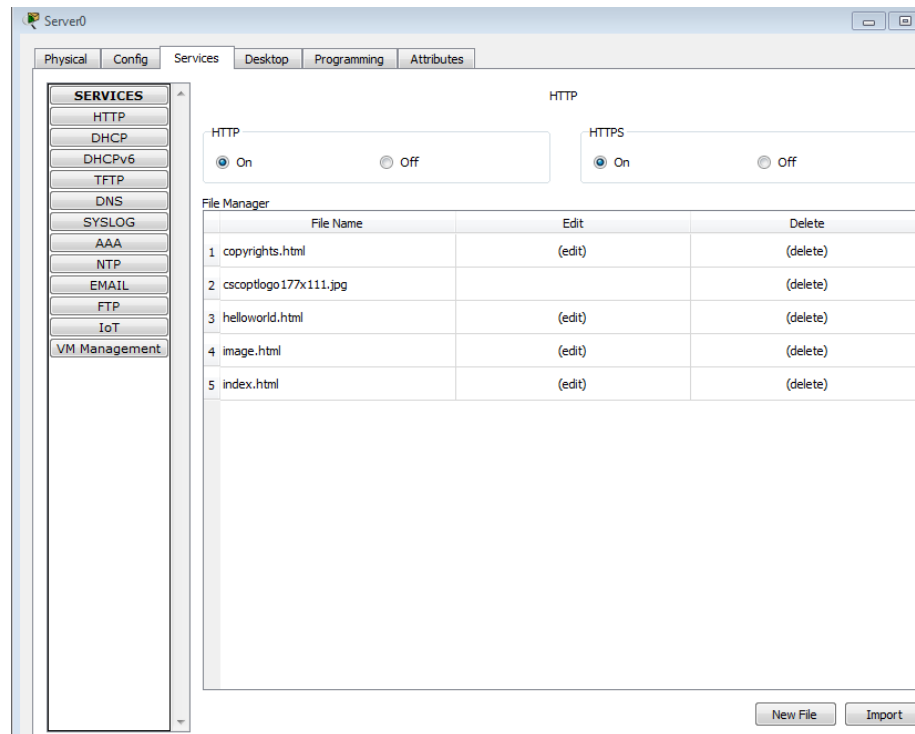 Server0
Physical Config Services Desktop Programming Attributes
SERVICES
HTTP
DHCP
DHCPv6
TFTP
DNS
SYSLOG
AAA
NTP
EMAIL
FTP
IoT
VM Management
HTTP
HTTP
On Off
HTTPS
On Off
File Manager
File Name Edit Delete
1 copyrights.html (edit) (delete)
2 cscoptlogo177x111.jpg (delete)
3 helloworld.html (edit) (delete)
4 image.html (edit) (delete)
5 index.html (edit) (delete)
New File Import